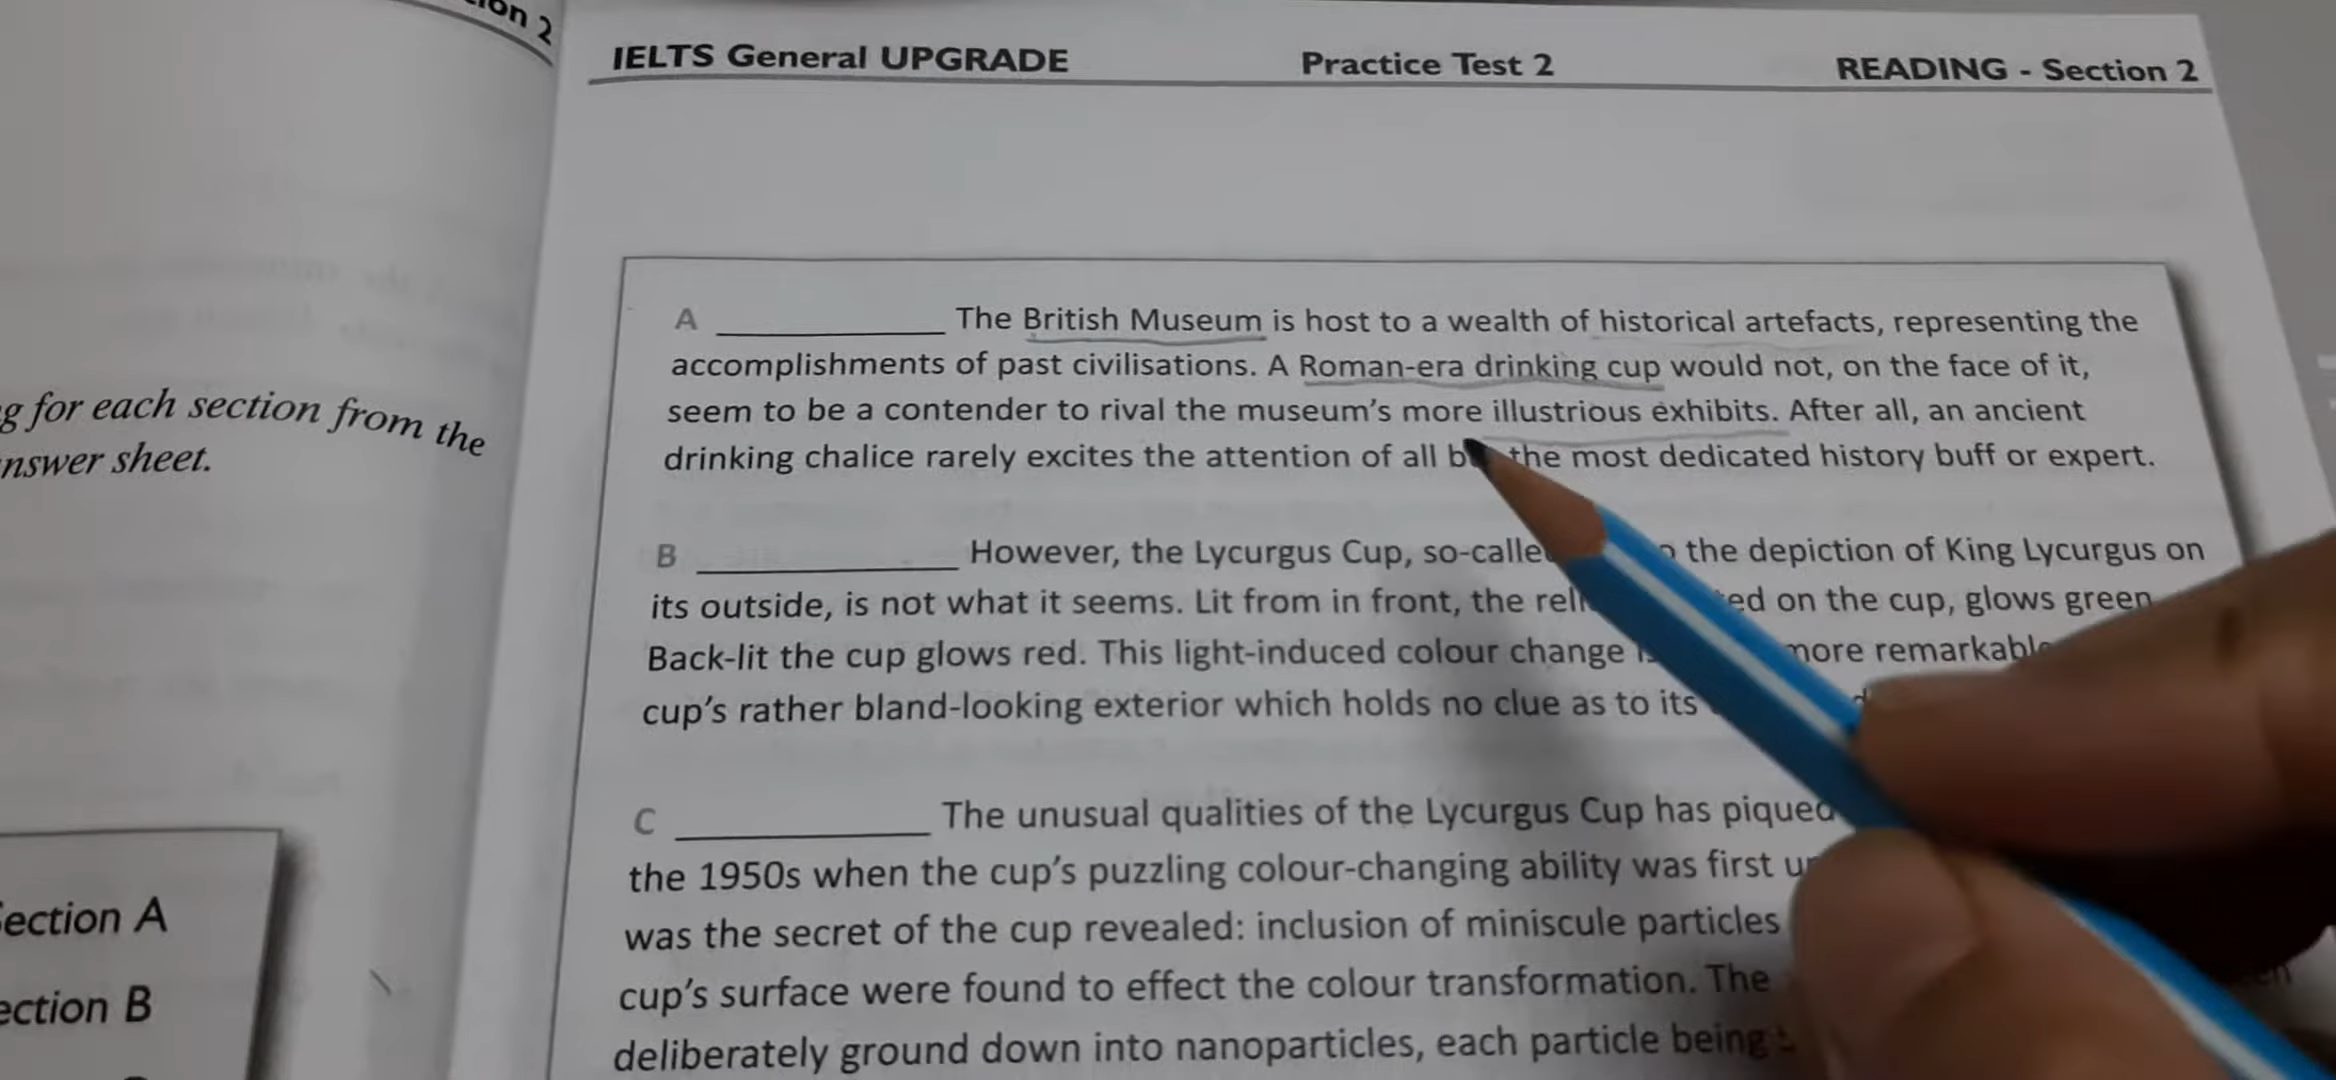 on 2
g for each section from the
nswer sheet.
ection A
ection B
IELTS General UPGRADE Practice Test 2 READING - Section 2
A ____________ The British Museum is host to a wealth of historical artefacts, representing the
accomplishments of past civilisations. A Roman-era drinking cup would not, on the face of it,
seem to be a contender to rival the museum's more illustrious exhibits. After all, an ancient
drinking chalice rarely excites the attention of all the most dedicated history buff or expert.
B ____________ However, the Lycurgus Cup, the depiction of King Lycurgus on
its outside, is not what it seems. Lit from in front, the on the cup, glows green
Back-lit the cup glows red. This light-induced colour change more
cup's rather bland-looking exterior which holds no clue as to its
C ____________ The unusual qualities of the Lycurgus Cup has piqued
the 1950s when the cup's puzzling colour-changing ability was first
was the secret of the cup revealed: inclusion of miniscule particles
cup's surface were found to effect the colour transformation. The
deliberately ground down into nanoparticles, each particle being